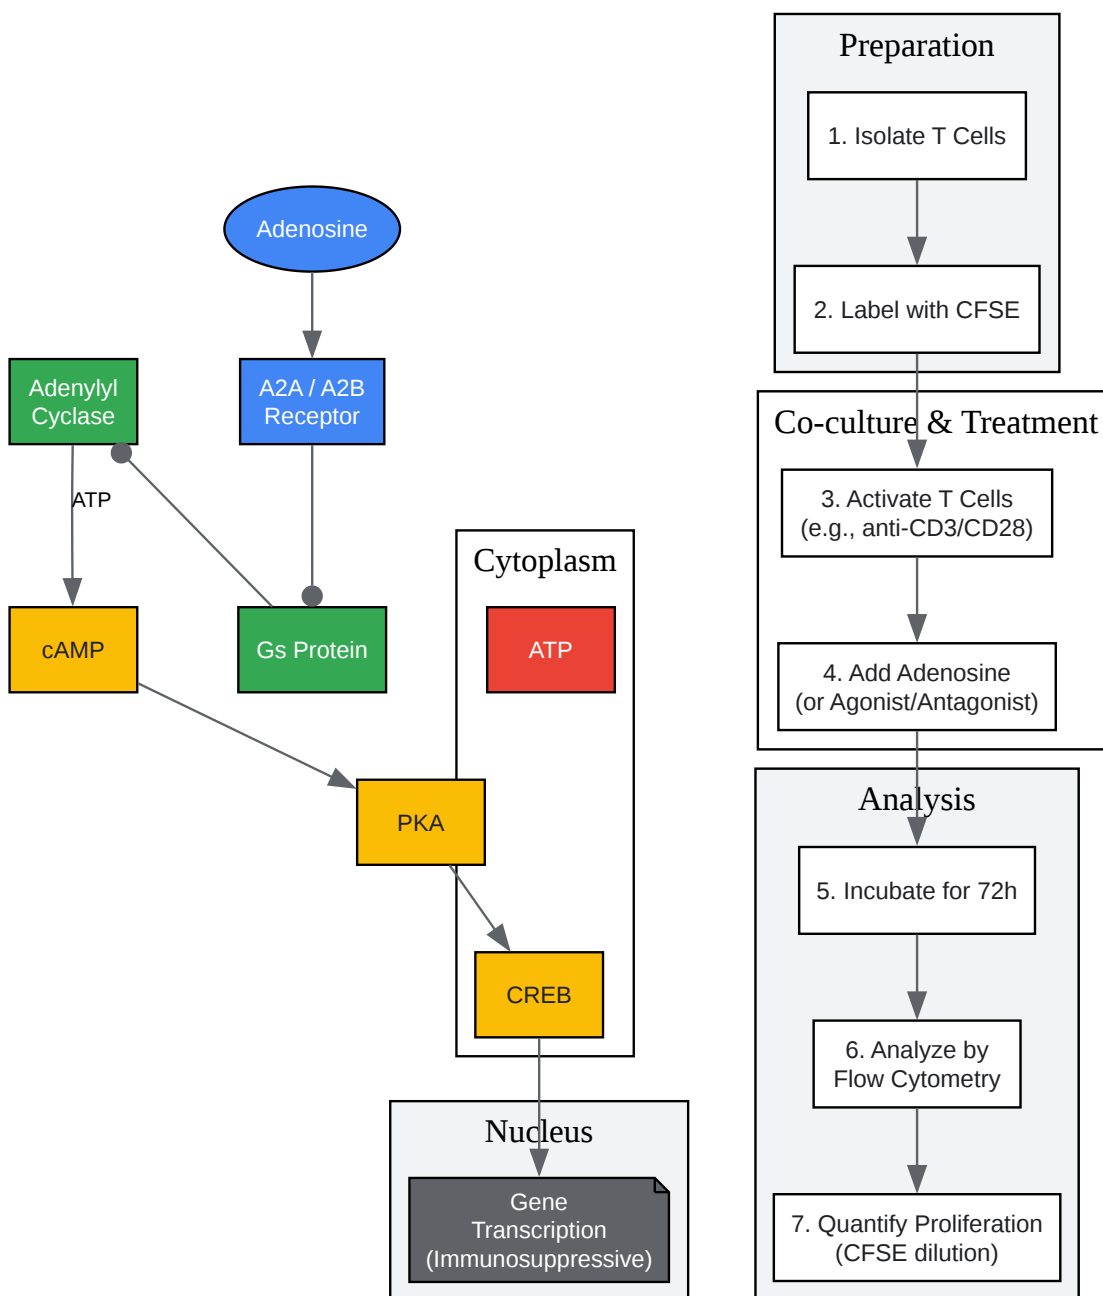 Adenosine
Adenylyl
Cyclase
A2A / A2B
Receptor
ATP
cAMP
Gs Protein
Cytoplasm
ATP
PKA
CREB
Nucleus
Gene
Transcription
(Immunosuppressive)
Preparation
1. Isolate T Cells
2. Label with CFSE
Co-culture & Treatment
3. Activate T Cells
(e.g., anti-CD3/CD28)
4. Add Adenosine
(or Agonist/Antagonist)
Analysis
5. Incubate for 72h
6. Analyze by
Flow Cytometry
7. Quantify Proliferation
(CFSE dilution)